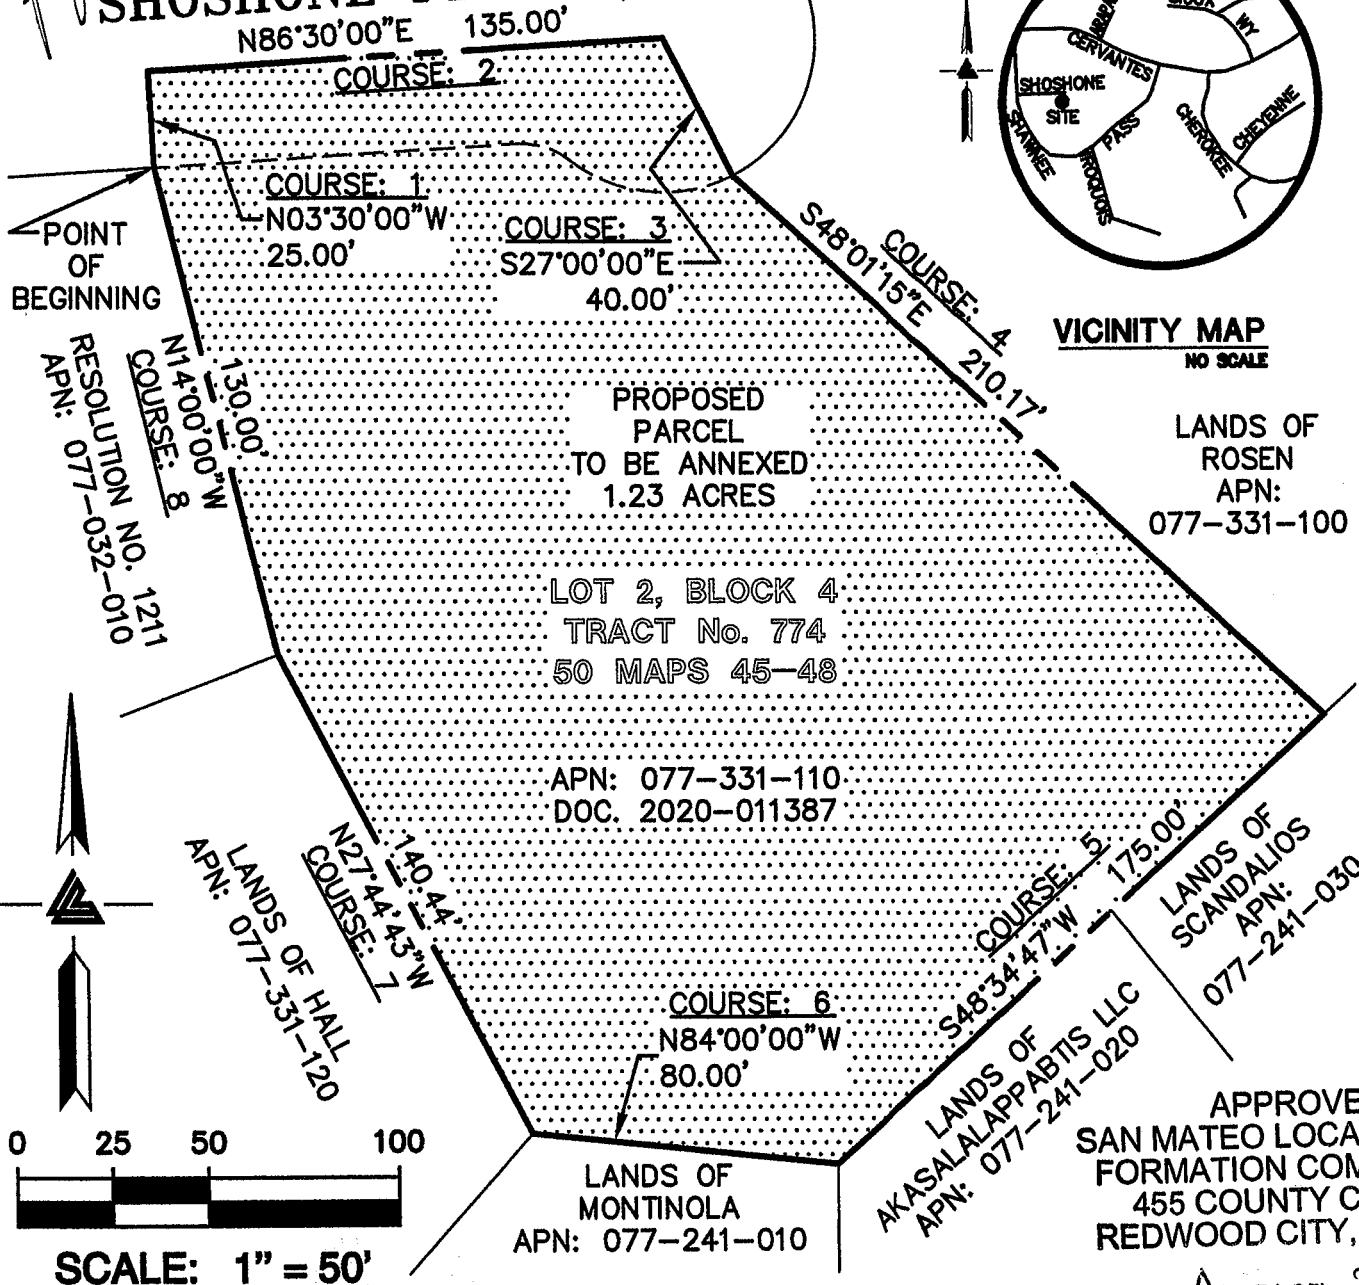 SHOSHONE
N86°30'00"E 135.00'
COURSE: 2
COURSE: 1
N03°30'00"W
25.00'
COURSE: 3
S27°00'00"E
40.00'
POINT
OF
BEGINNING
COURSE: 4
S48°01'15"E 210.17'
CERVANTES
WY
SHOSHONE
SITE
SHAWNEE
PASS
IROQUOIS
CHEROKEE
CHEYENNE
VICINITY MAP
NO SCALE
LANDS OF
ROSEN
APN:
077-331-100
130.00'
N14°00'00"W
COURSE: 8
RESOLUTION NO. 1211
APN: 077-032-010
PROPOSED
PARCEL
TO BE ANNEXED
1.23 ACRES
LOT 2, BLOCK 4
TRACT No. 774
50 MAPS 45-48
APN: 077-331-110
DOC. 2020-011387
140.44'
N27°44'43"W
COURSE: 7
LANDS OF HALL
APN: 077-331-120
COURSE: 5
S48°34'47"W 175.00'
LANDS OF
SCANDALIOS
APN:
077-241-030
COURSE: 6
N84°00'00"W
80.00'
LANDS OF
AKASALALAPPABTIS LLC
APN: 077-241-020
LANDS OF
MONTINOLA
APN: 077-241-010
0 25 50 100
SCALE: 1" = 50'
APPROVE
SAN MATEO LOCA
FORMATION COM
455 COUNTY C
REDWOOD CITY,